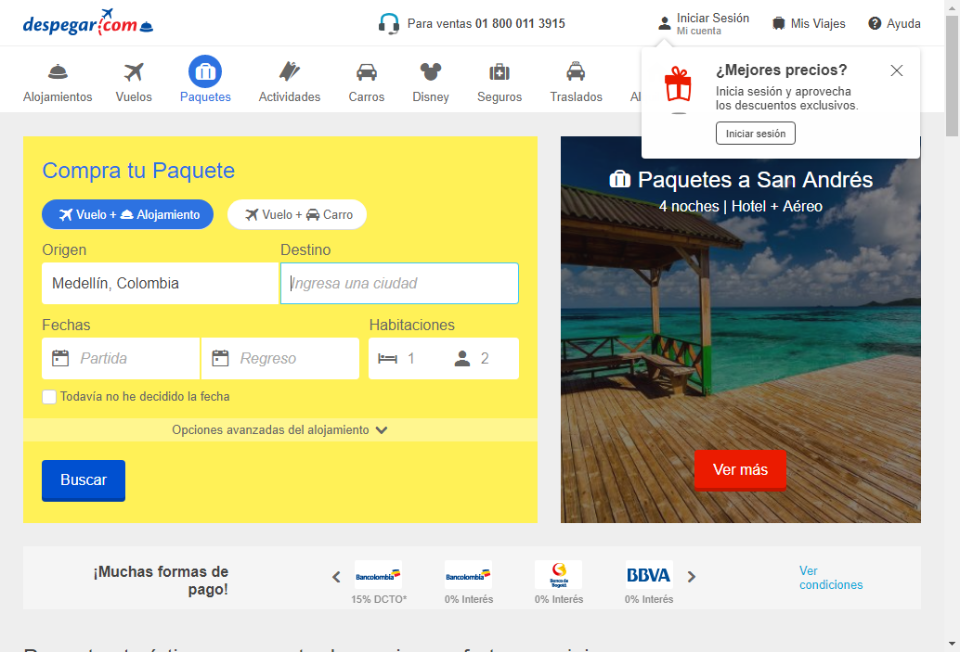 despegar.com
Para ventas 01 800 011 3915
Iniciar Sesión
Mi cuenta
Mis Viajes
Ayuda
Alojamientos
Vuelos
Paquetes
Actividades
Carros
Disney
Seguros
Traslados
Al
¿Mejores precios?
Inicia sesión y aprovecha
los descuentos exclusivos.
Iniciar sesión
Compra tu Paquete
Vuelo + Alojamiento
Vuelo + Carro
Origen
Destino
Medellín, Colombia
Ingresa una ciudad
Fechas
Habitaciones
Partida
Regreso
1
2
Todavía no he decidido la fecha
Opciones avanzadas del alojamiento
Buscar
Paquetes a San Andrés
4 noches | Hotel + Aéreo
Ver más
¡Muchas formas de
pago!
Bancolombia
15% DCTO*
Bancolombia
0% Interés
Banco de
Bogotá
0% Interés
BBVA
0% Interés
Ver
condiciones